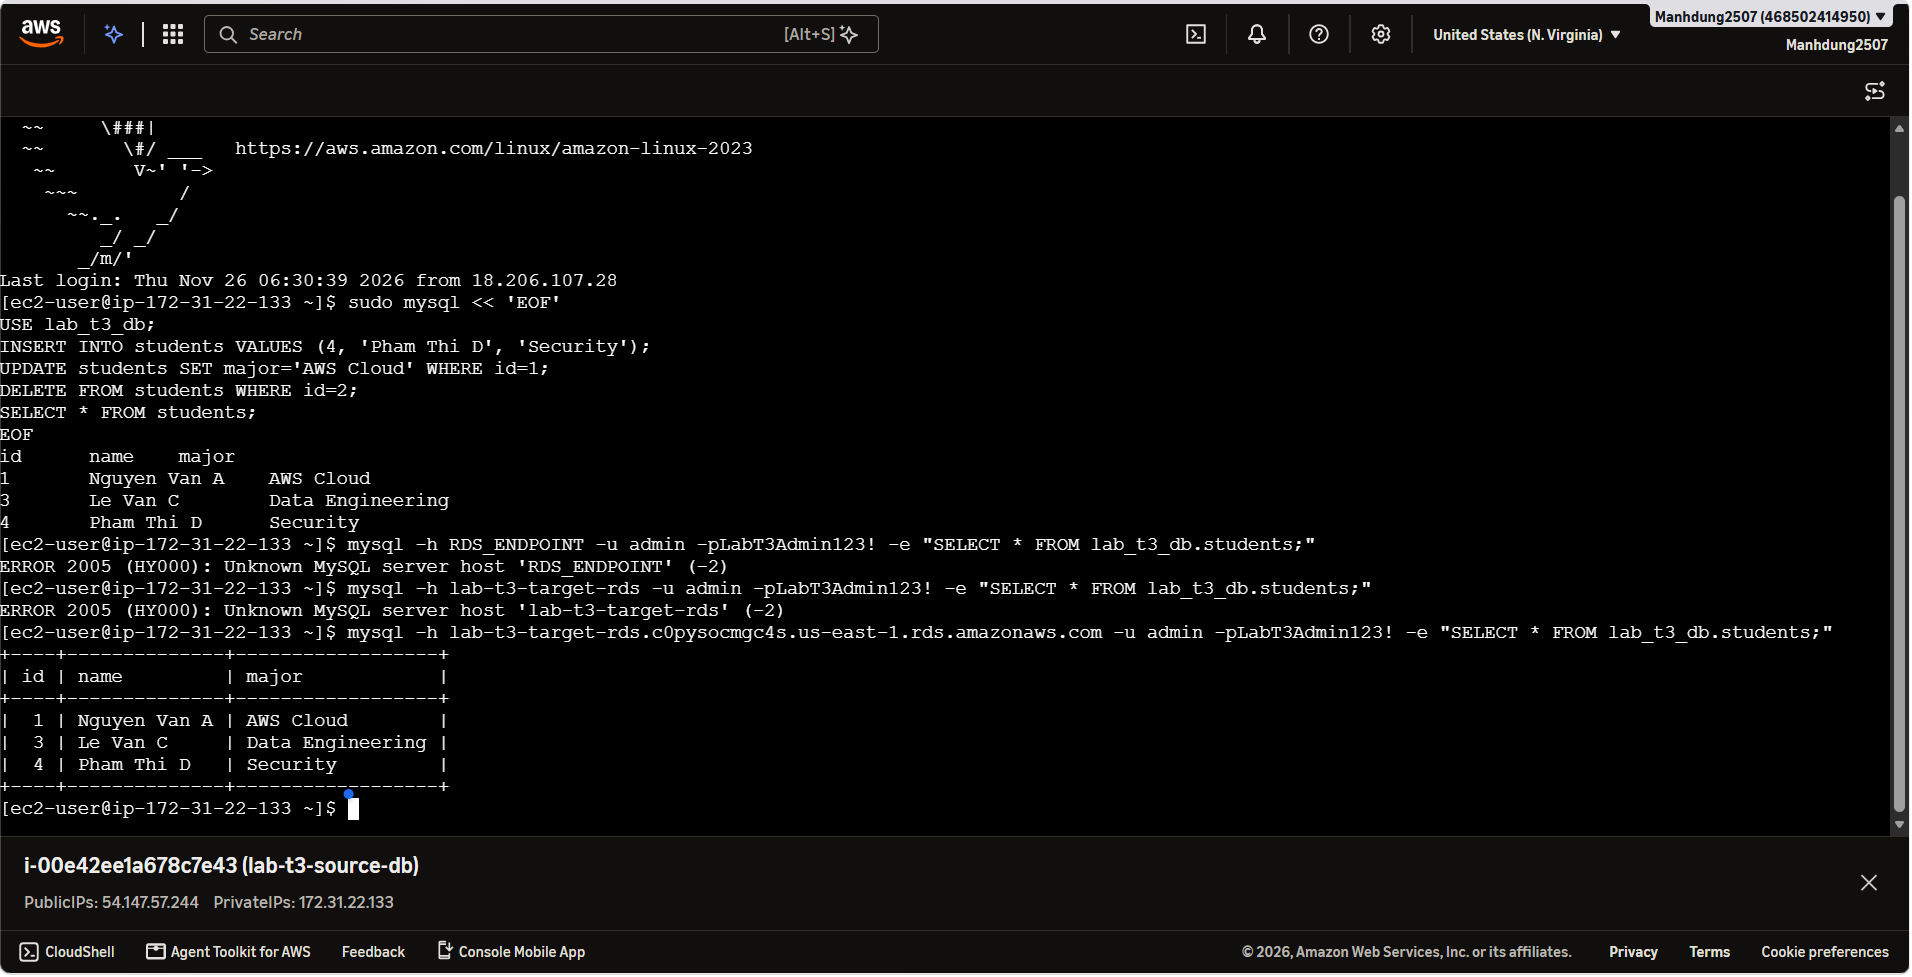 aws
Search [Alt+S]
United States (N. Virginia) ▼
Manhdung2507 (468502414950) ▼
Manhdung2507
~~     \###|
~~       \#/ ___   https://aws.amazon.com/linux/amazon-linux-2023
~~       V~' '->
~~~         /
~~._.   _/
_/ _/
_/m/'
Last login: Thu Nov 26 06:30:39 2026 from 18.206.107.28
[ec2-user@ip-172-31-22-133 ~]$ sudo mysql << 'EOF'
USE lab_t3_db;
INSERT INTO students VALUES (4, 'Pham Thi D', 'Security');
UPDATE students SET major='AWS Cloud' WHERE id=1;
DELETE FROM students WHERE id=2;
SELECT * FROM students;
EOF
id      name    major
1       Nguyen Van A    AWS Cloud
3       Le Van C        Data Engineering
4       Pham Thi D      Security
[ec2-user@ip-172-31-22-133 ~]$ mysql -h RDS_ENDPOINT -u admin -pLabT3Admin123! -e "SELECT * FROM lab_t3_db.students;"
ERROR 2005 (HY000): Unknown MySQL server host 'RDS_ENDPOINT' (-2)
[ec2-user@ip-172-31-22-133 ~]$ mysql -h lab-t3-target-rds -u admin -pLabT3Admin123! -e "SELECT * FROM lab_t3_db.students;"
ERROR 2005 (HY000): Unknown MySQL server host 'lab-t3-target-rds' (-2)
[ec2-user@ip-172-31-22-133 ~]$ mysql -h lab-t3-target-rds.c0pysocmgc4s.us-east-1.rds.amazonaws.com -u admin -pLabT3Admin123! -e "SELECT * FROM lab_t3_db.students;"
+----+--------------+------------------+
| id | name         | major            |
+----+--------------+------------------+
|  1 | Nguyen Van A | AWS Cloud        |
|  3 | Le Van C     | Data Engineering |
|  4 | Pham Thi D   | Security         |
+----+--------------+------------------+
[ec2-user@ip-172-31-22-133 ~]$
i-00e42ee1a678c7e43 (lab-t3-source-db)
PublicIPs: 54.147.57.244   PrivateIPs: 172.31.22.133
CloudShell   Agent Toolkit for AWS   Feedback   Console Mobile App   © 2026, Amazon Web Services, Inc. or its affiliates.   Privacy   Terms   Cookie preferences